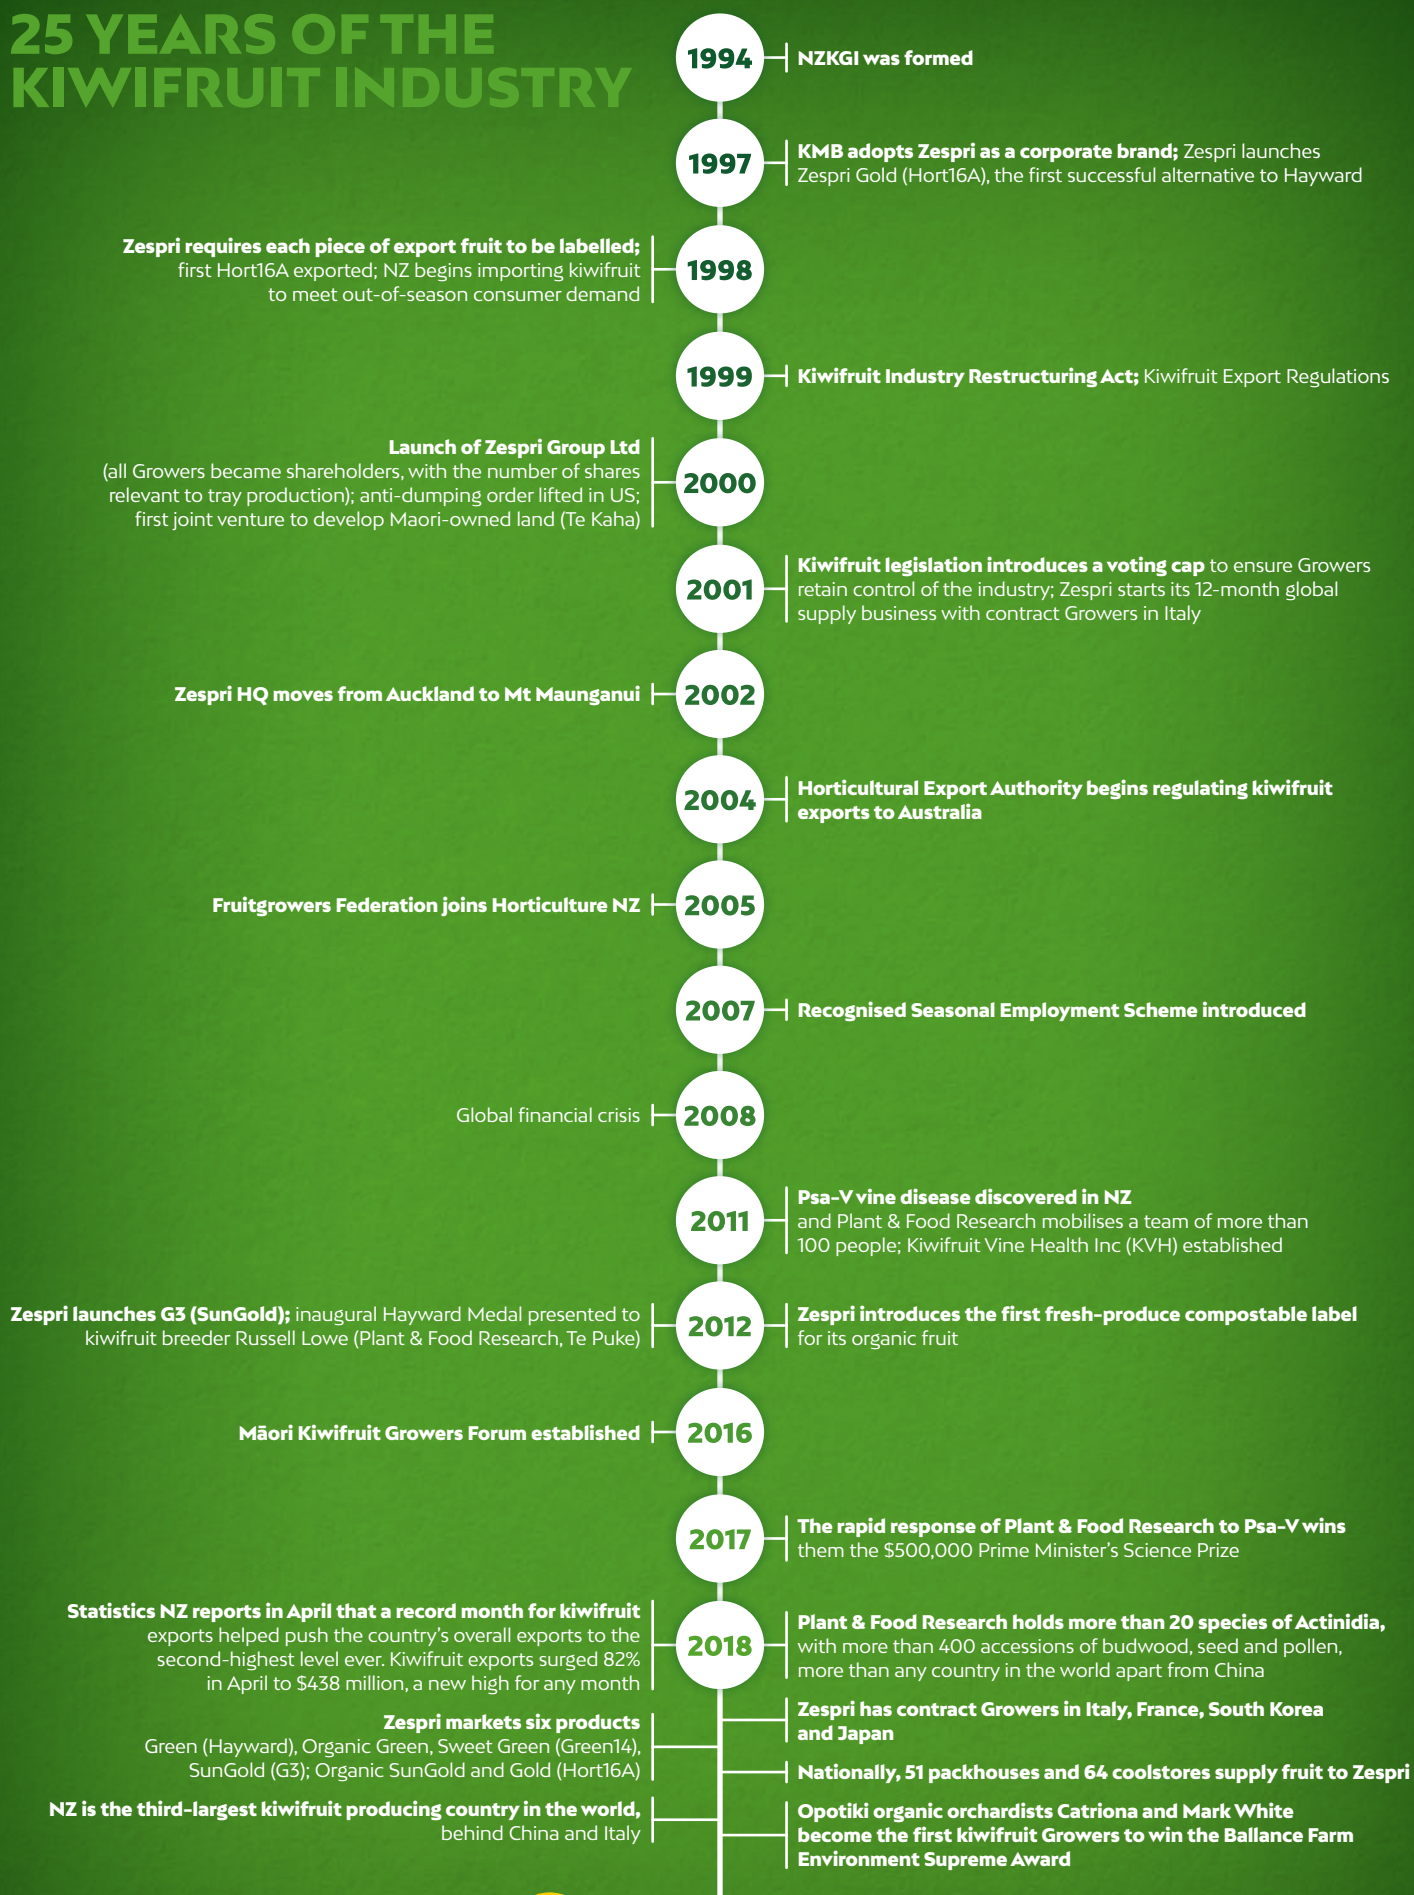 25 YEARS OF THE
KIWIFRUIT INDUSTRY
1994
NZKGI was formed
1997
KMB adopts Zespri as a corporate brand; Zespri launches
Zespri Gold (Hort16A), the first successful alternative to Hayward
Zespri requires each piece of export fruit to be labelled;
first Hort16A exported; NZ begins importing kiwifruit
to meet out-of-season consumer demand
1998
1999
Kiwifruit Industry Restructuring Act; Kiwifruit Export Regulations
Launch of Zespri Group Ltd
(all Growers became shareholders, with the number of shares
relevant to tray production); anti-dumping order lifted in US;
first joint venture to develop Maori-owned land (Te Kaha)
2000
2001
Kiwifruit legislation introduces a voting cap to ensure Growers
retain control of the industry; Zespri starts its 12-month global
supply business with contract Growers in Italy
Zespri HQ moves from Auckland to Mt Maunganui
2002
2004
Horticultural Export Authority begins regulating kiwifruit
exports to Australia
Fruitgrowers Federation joins Horticulture NZ
2005
2007
Recognised Seasonal Employment Scheme introduced
Global financial crisis
2008
2011
Psa-V vine disease discovered in NZ
and Plant & Food Research mobilises a team of more than
100 people; Kiwifruit Vine Health Inc (KVH) established
Zespri launches G3 (SunGold); inaugural Hayward Medal presented to
kiwifruit breeder Russell Lowe (Plant & Food Research, Te Puke)
2012
Zespri introduces the first fresh-produce compostable label
for its organic fruit
Māori Kiwifruit Growers Forum established
2016
2017
The rapid response of Plant & Food Research to Psa-V wins
them the $500,000 Prime Minister's Science Prize
Statistics NZ reports in April that a record month for kiwifruit
exports helped push the country's overall exports to the
second-highest level ever. Kiwifruit exports surged 82%
in April to $438 million, a new high for any month
2018
Plant & Food Research holds more than 20 species of Actinidia,
with more than 400 accessions of budwood, seed and pollen,
more than any country in the world apart from China
Zespri markets six products
Green (Hayward), Organic Green, Sweet Green (Green14),
SunGold (G3); Organic SunGold and Gold (Hort16A)
Zespri has contract Growers in Italy, France, South Korea
and Japan
Nationally, 51 packhouses and 64 coolstores supply fruit to Zespri
NZ is the third-largest kiwifruit producing country in the world,
behind China and Italy
Opotiki organic orchardists Catriona and Mark White
become the first kiwifruit Growers to win the Ballance Farm
Environment Supreme Award